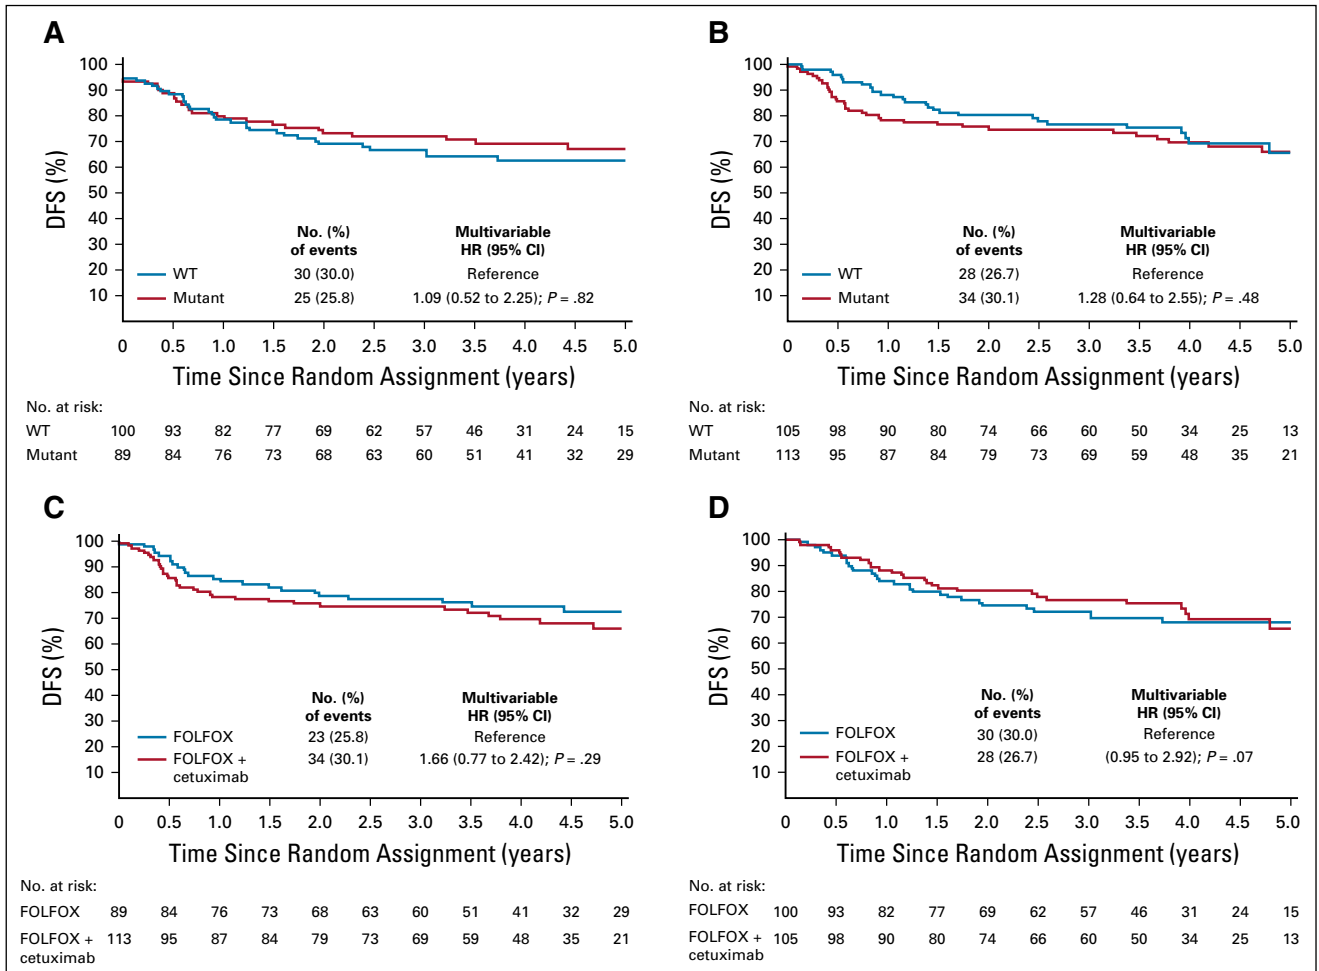 A
100
90
80
70
60
50
40
30
20
10
DFS (%)
No. (%) of events
Multivariable HR (95% CI)
WT 30 (30.0) Reference
Mutant 25 (25.8) 1.09 (0.52 to 2.25); P = .82
0 0.5 1.0 1.5 2.0 2.5 3.0 3.5 4.0 4.5 5.0
Time Since Random Assignment (years)
No. at risk:
WT 100 93 82 77 69 62 57 46 31 24 15
Mutant 89 84 76 73 68 63 60 51 41 32 29
B
100
90
80
70
60
50
40
30
20
10
DFS (%)
No. (%) of events
Multivariable HR (95% CI)
WT 28 (26.7) Reference
Mutant 34 (30.1) 1.28 (0.64 to 2.55); P = .48
0 0.5 1.0 1.5 2.0 2.5 3.0 3.5 4.0 4.5 5.0
Time Since Random Assignment (years)
No. at risk:
WT 105 98 90 80 74 66 60 50 34 25 13
Mutant 113 95 87 84 79 73 69 59 48 35 21
C
100
90
80
70
60
50
40
30
20
10
DFS (%)
No. (%) of events
Multivariable HR (95% CI)
FOLFOX 23 (25.8) Reference
FOLFOX + cetuximab 34 (30.1) 1.66 (0.77 to 2.42); P = .29
0 0.5 1.0 1.5 2.0 2.5 3.0 3.5 4.0 4.5 5.0
Time Since Random Assignment (years)
No. at risk:
FOLFOX 89 84 76 73 68 63 60 51 41 32 29
FOLFOX + cetuximab 113 95 87 84 79 73 69 59 48 35 21
D
100
90
80
70
60
50
40
30
20
10
DFS (%)
No. (%) of events
Multivariable HR (95% CI)
FOLFOX 30 (30.0) Reference
FOLFOX + cetuximab 28 (26.7) (0.95 to 2.92); P = .07
0 0.5 1.0 1.5 2.0 2.5 3.0 3.5 4.0 4.5 5.0
Time Since Random Assignment (years)
No. at risk:
FOLFOX 100 93 82 77 69 62 57 46 31 24 15
FOLFOX + cetuximab 105 98 90 80 74 66 60 50 34 25 13